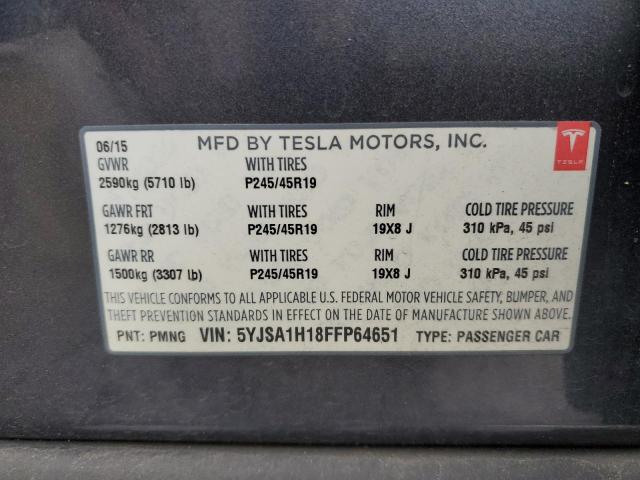 06/15 MFD BY TESLA MOTORS, INC.
TESLA
GVWR WITH TIRES
2590kg (5710 lb) P245/45R19
GAWR FRT WITH TIRES RIM COLD TIRE PRESSURE
1276kg (2813 lb) P245/45R19 19X8 J 310 kPa, 45 psi
GAWR RR WITH TIRES RIM COLD TIRE PRESSURE
1500kg (3307 lb) P245/45R19 19X8 J 310 kPa, 45 psi
THIS VEHICLE CONFORMS TO ALL APPLICABLE U.S. FEDERAL MOTOR VEHICLE SAFETY, BUMPER, AND
THEFT PREVENTION STANDARDS IN EFFECT ON THE DATE OF MANUFACTURE SHOWN ABOVE.
PNT: PMNG VIN: 5YJSA1H18FFP64651 TYPE: PASSENGER CAR